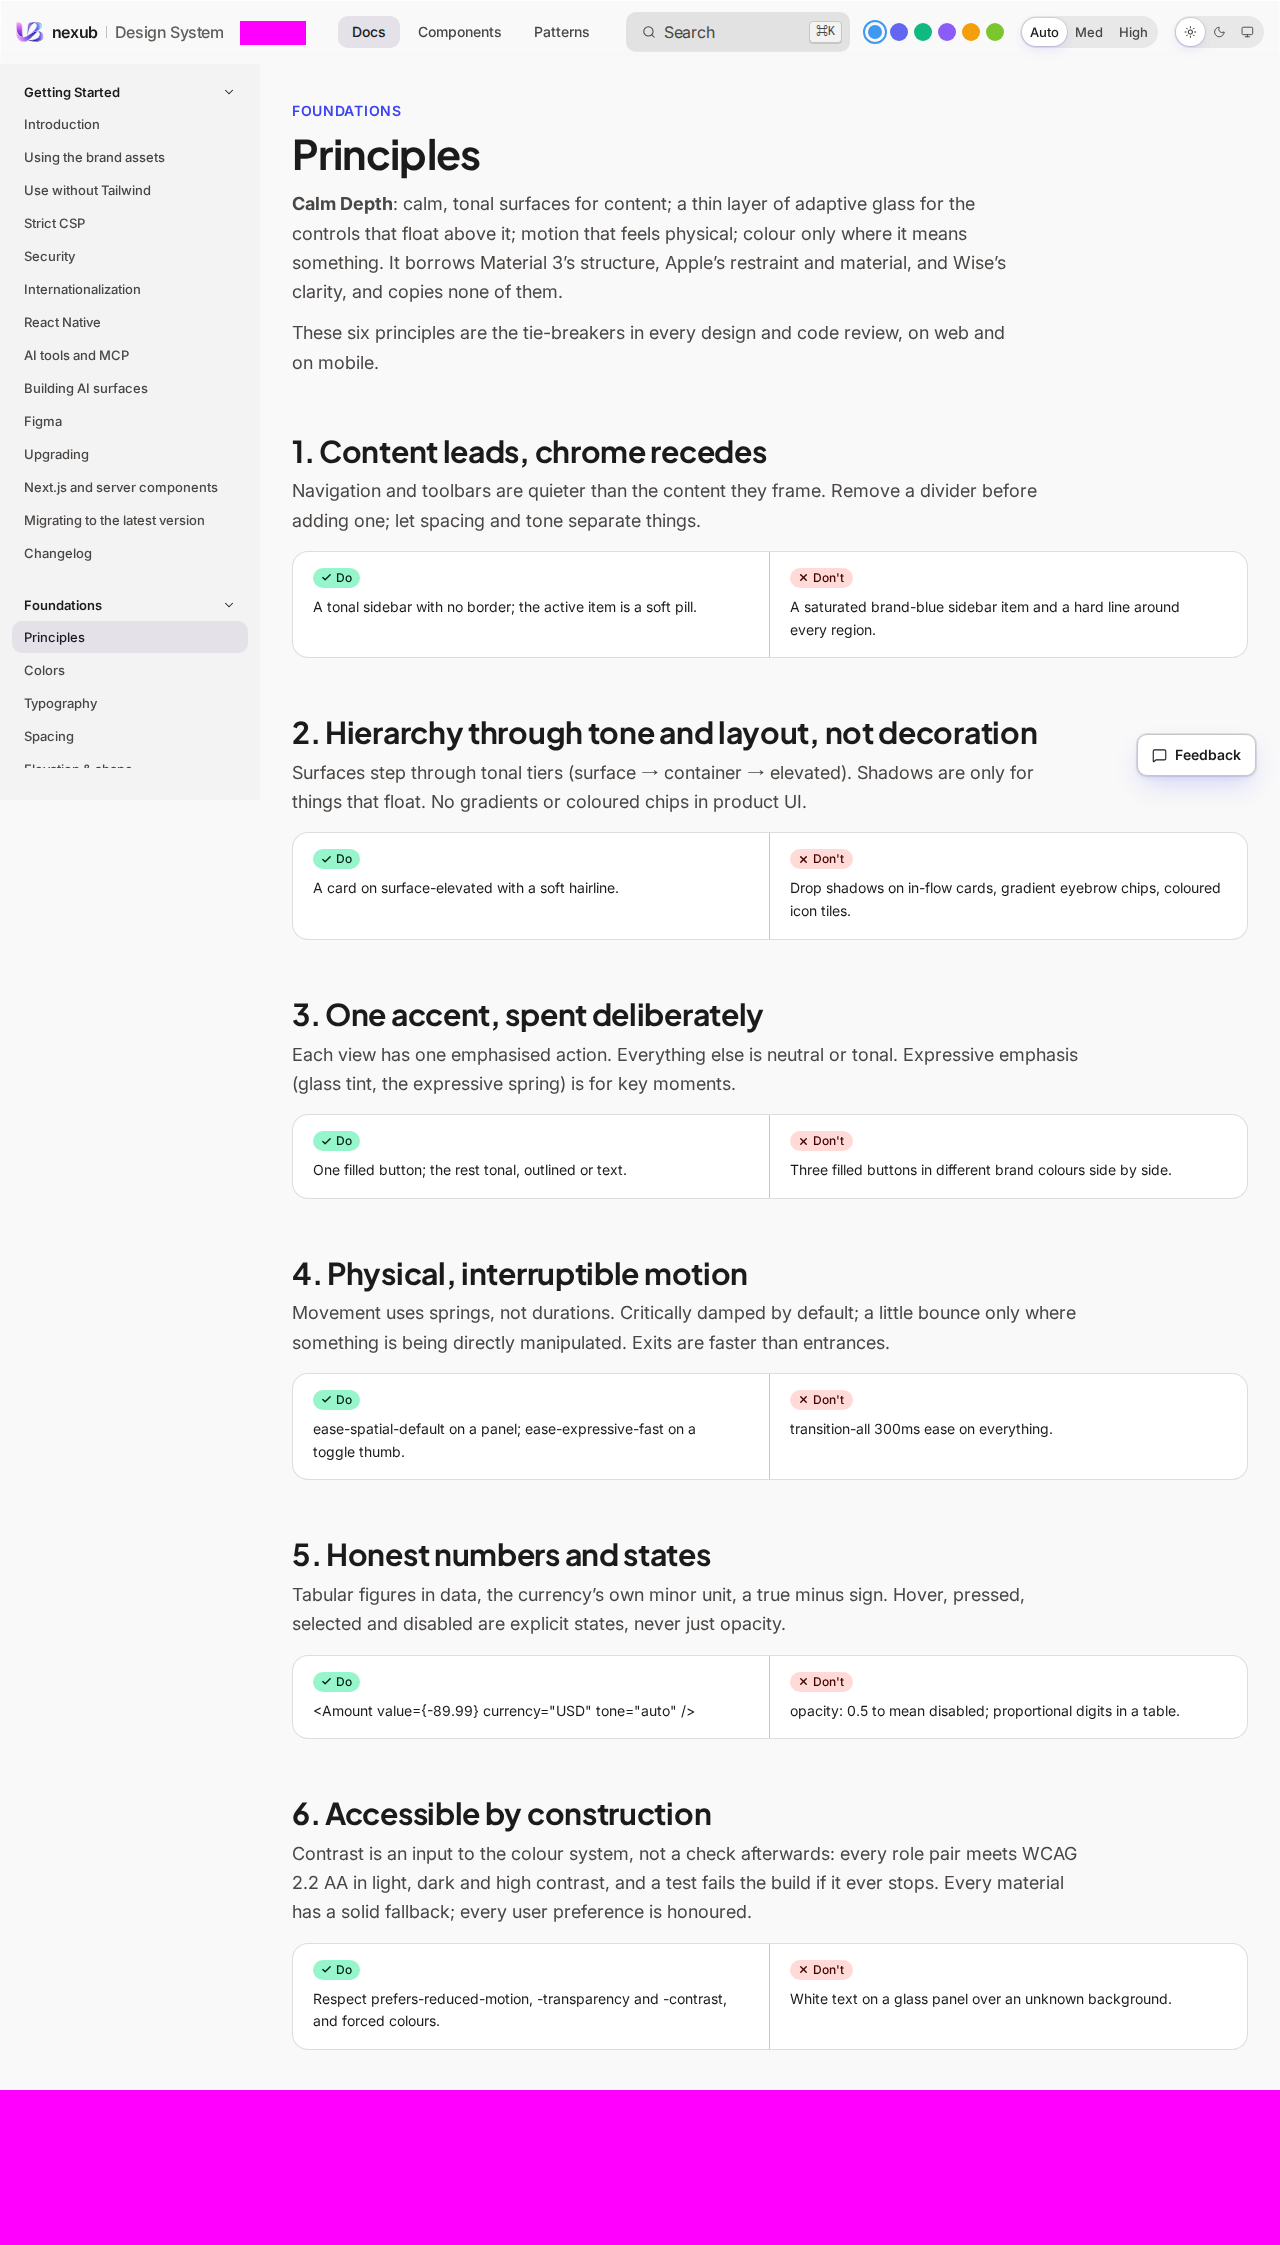 nexub Design System Docs Components Patterns Search ⌘K Auto Med High
Getting Started
Introduction
Using the brand assets
Use without Tailwind
Strict CSP
Security
Internationalization
React Native
AI tools and MCP
Building AI surfaces
Figma
Upgrading
Next.js and server components
Migrating to the latest version
Changelog
Foundations
Principles
Colors
Typography
Spacing
FOUNDATIONS
Principles
Calm Depth: calm, tonal surfaces for content; a thin layer of adaptive glass for the
controls that float above it; motion that feels physical; colour only where it means
something. It borrows Material 3’s structure, Apple’s restraint and material, and Wise’s
clarity, and copies none of them.
These six principles are the tie-breakers in every design and code review, on web and
on mobile.
1. Content leads, chrome recedes
Navigation and toolbars are quieter than the content they frame. Remove a divider before
adding one; let spacing and tone separate things.
Do
A tonal sidebar with no border; the active item is a soft pill.
Don't
A saturated brand-blue sidebar item and a hard line around
every region.
2. Hierarchy through tone and layout, not decoration
Surfaces step through tonal tiers (surface → container → elevated). Shadows are only for
things that float. No gradients or coloured chips in product UI.
Feedback
Do
A card on surface-elevated with a soft hairline.
Don't
Drop shadows on in-flow cards, gradient eyebrow chips, coloured
icon tiles.
3. One accent, spent deliberately
Each view has one emphasised action. Everything else is neutral or tonal. Expressive emphasis
(glass tint, the expressive spring) is for key moments.
Do
One filled button; the rest tonal, outlined or text.
Don't
Three filled buttons in different brand colours side by side.
4. Physical, interruptible motion
Movement uses springs, not durations. Critically damped by default; a little bounce only where
something is being directly manipulated. Exits are faster than entrances.
Do
ease-spatial-default on a panel; ease-expressive-fast on a
toggle thumb.
Don't
transition-all 300ms ease on everything.
5. Honest numbers and states
Tabular figures in data, the currency’s own minor unit, a true minus sign. Hover, pressed,
selected and disabled are explicit states, never just opacity.
Do
<Amount value={-89.99} currency="USD" tone="auto" />
Don't
opacity: 0.5 to mean disabled; proportional digits in a table.
6. Accessible by construction
Contrast is an input to the colour system, not a check afterwards: every role pair meets WCAG
2.2 AA in light, dark and high contrast, and a test fails the build if it ever stops. Every material
has a solid fallback; every user preference is honoured.
Do
Respect prefers-reduced-motion, -transparency and -contrast,
and forced colours.
Don't
White text on a glass panel over an unknown background.